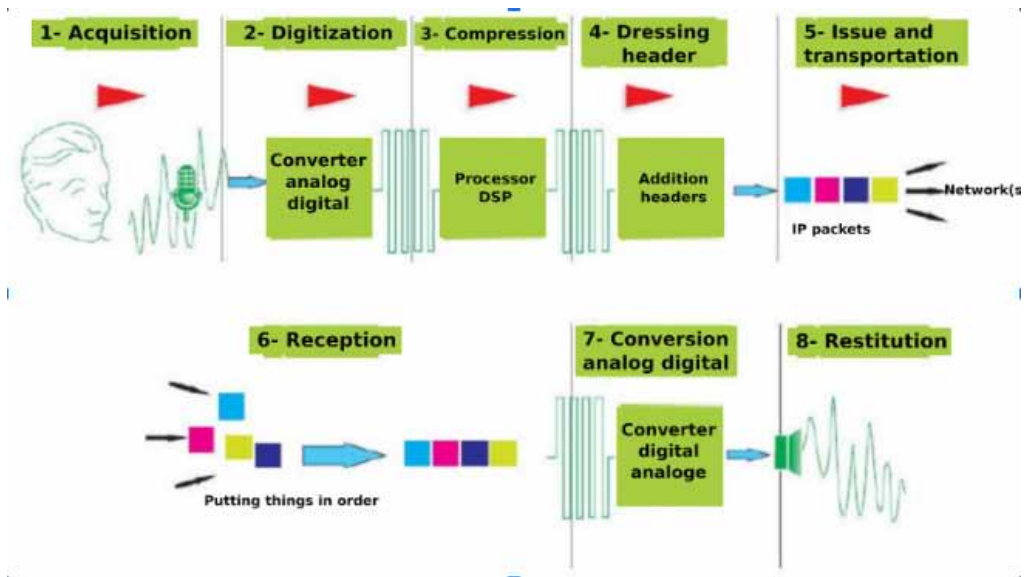 1- Acquisition
2- Digitization
3- Compression
4- Dressing
header
5- Issue and
transportation
Converter
analog
digital
Processor
DSP
Addition
headers
Network(s
IP packets
6- Reception
7- Conversion
analog digital
8- Restitution
Converter
digital
analoge
Putting things in order